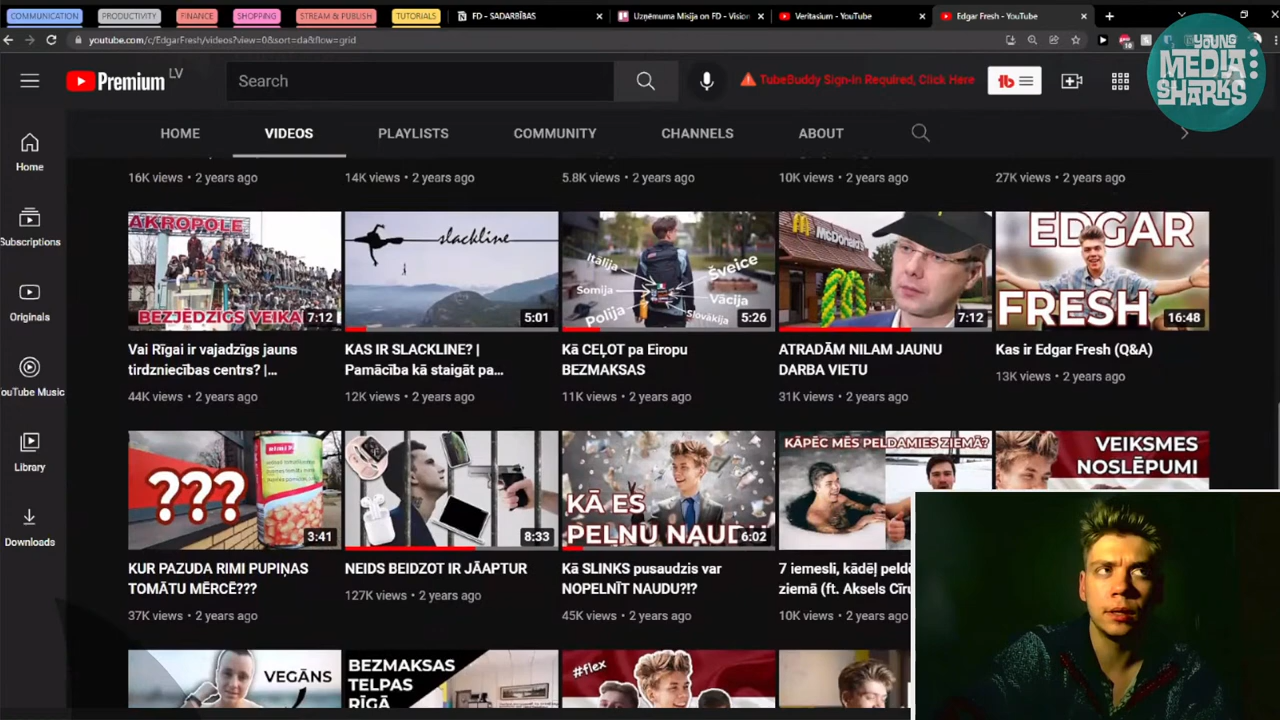 COMMUNICATION PRODUCTIVITY FINANCE SHOPPING STREAM & PUBLISH TUTORIALS FD - SADARBĪBAS Uzņēmuma Misija on FD - Vision Veritasium - YouTube Edgar Fresh - YouTube
youtube.com/c/EdgarFresh/videos?view=0&sort=da&flow=grid
YOUNG
MEDIA
SHARKS
Premium LV
Search
TubeBuddy Sign-In Required, Click Here
tb
HOME VIDEOS PLAYLISTS COMMUNITY CHANNELS ABOUT
Home
Subscriptions
Originals
YouTube Music
Library
Downloads
16K views • 2 years ago
14K views • 2 years ago
5.8K views • 2 years ago
10K views • 2 years ago
27K views • 2 years ago
AKROPOLE
BEZJĒDZĪGS VEIKA
7:12
slackline
5:01
Itālija
Šveice
Somija
Vācija
Polija
Slovākija
5:26
McDonald's
7:12
EDGAR
FRESH
16:48
Vai Rīgai ir vajadzīgs jauns
tirdzniecības centrs? |...
44K views • 2 years ago
KAS IR SLACKLINE? |
Pamācība kā staigāt pa...
12K views • 2 years ago
Kā CEĻOT pa Eiropu
BEZMAKSAS
11K views • 2 years ago
ATRADĀM NILAM JAUNU
DARBA VIETU
31K views • 2 years ago
Kas ir Edgar Fresh (Q&A)
13K views • 2 years ago
???
3:41
8:33
KĀ ES
PELNU NAUD
6:02
KĀPĒC MĒS PELDAMIES ZIEMĀ?
VEIKSMES
NOSLĒPUMI
KUR PAZUDA RIMI PUPIŅAS
TOMĀTU MĒRCĒ???
37K views • 2 years ago
NEIDS BEIDZOT IR JĀAPTUR
127K views • 2 years ago
Kā SLINKS pusaudzis var
NOPELNĪT NAUDU?!?
45K views • 2 years ago
7 iemesli, kādēļ peldē
ziemā (ft. Aksels Cīru
10K views • 2 years ago
VEGĀNS
BEZMAKSAS
TELPAS
RĪGĀ
#flex